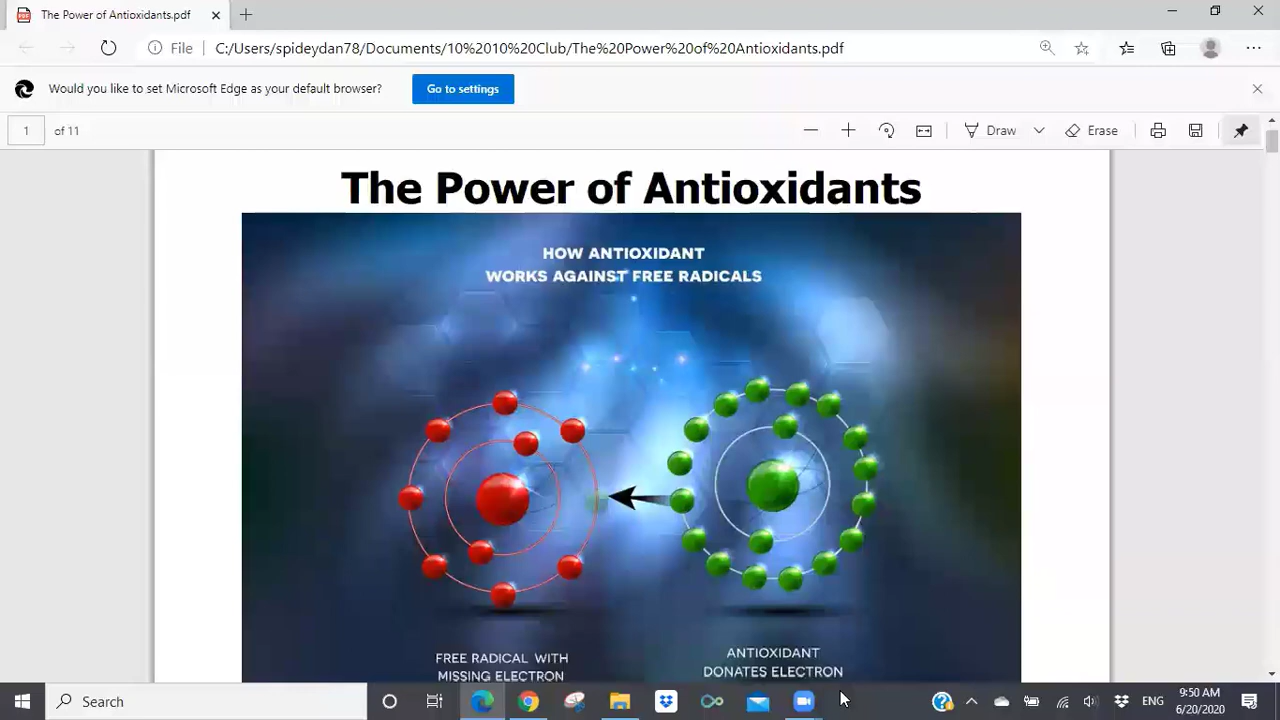 The Power of Antioxidants.pdf
File
C:/Users/spideydan78/Documents/10%2010%20Club/The%20Power%20of%20Antioxidants.pdf
Would you like to set Microsoft Edge as your default browser?
Go to settings
1 of 11
Draw
Erase
The Power of Antioxidants
HOW ANTIOXIDANT
WORKS AGAINST FREE RADICALS
FREE RADICAL WITH
MISSING ELECTRON
ANTIOXIDANT
DONATES ELECTRON
Search
ENG
9:50 AM
6/20/2020